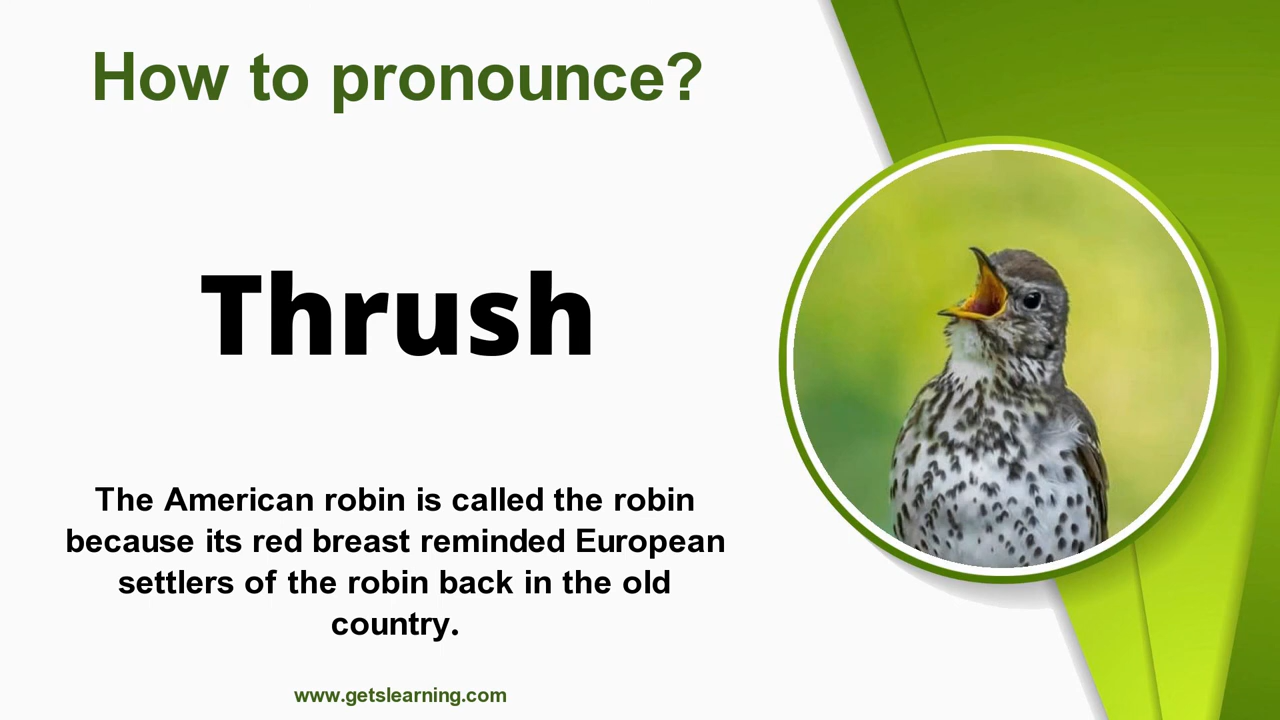 How to pronounce?
Thrush
The American robin is called the robin
because its red breast reminded European
settlers of the robin back in the old
country.
www.getslearning.com